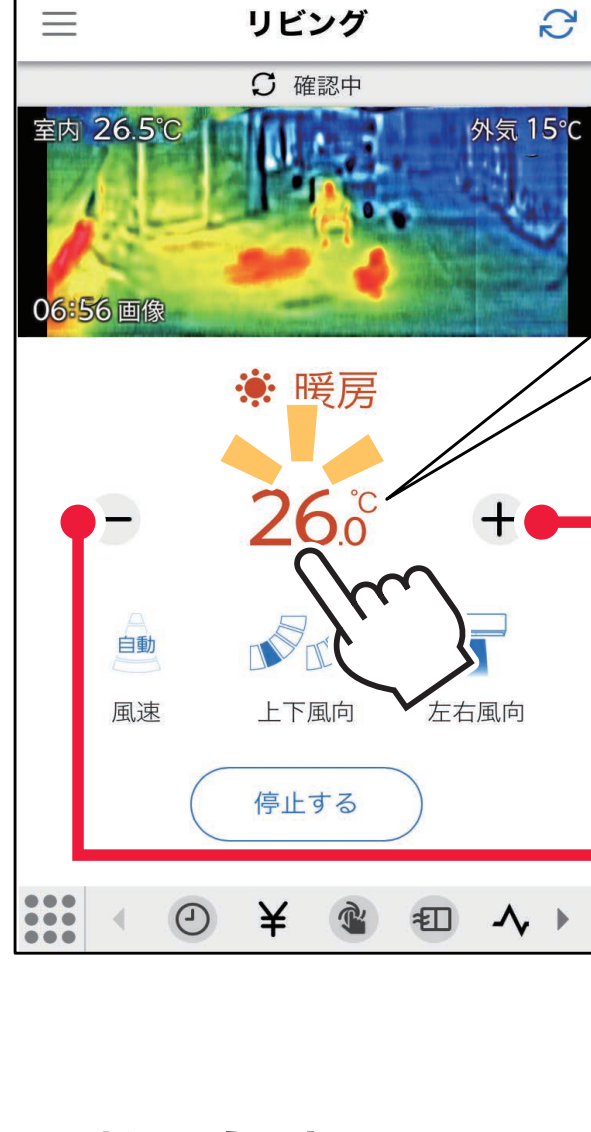 リビング
確認中
室内 26.5℃
外気 15℃
06:56 画像
暖房
26.0℃
自動
風速
上下風向
左右風向
停止する
¥